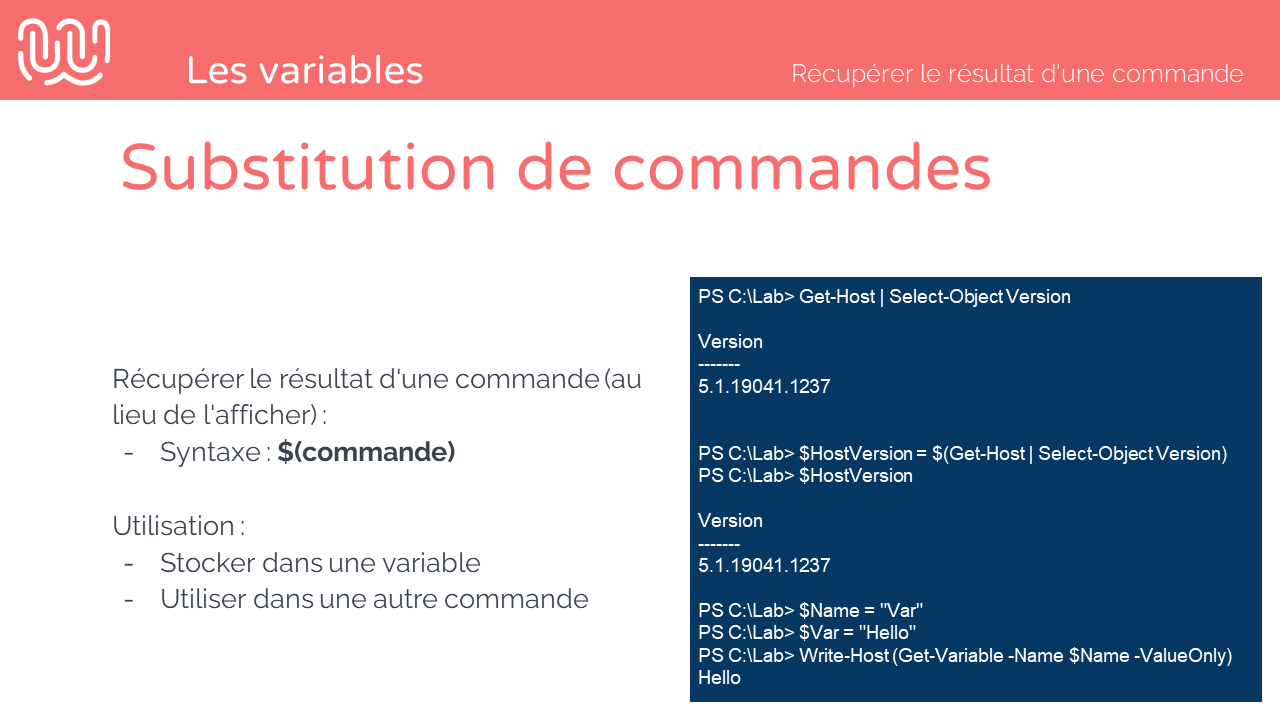 Les variables
Récupérer le résultat d'une commande
Substitution de commandes
Récupérer le résultat d'une commande (au
lieu de l'afficher) :
- Syntaxe : $(commande)
Utilisation :
- Stocker dans une variable
- Utiliser dans une autre commande
PS C:\Lab> Get-Host | Select-Object Version
Version
-------
5.1.19041.1237
PS C:\Lab> $HostVersion = $(Get-Host | Select-Object Version)
PS C:\Lab> $HostVersion
Version
-------
5.1.19041.1237
PS C:\Lab> $Name = "Var"
PS C:\Lab> $Var = "Hello"
PS C:\Lab> Write-Host (Get-Variable -Name $Name -ValueOnly)
Hello